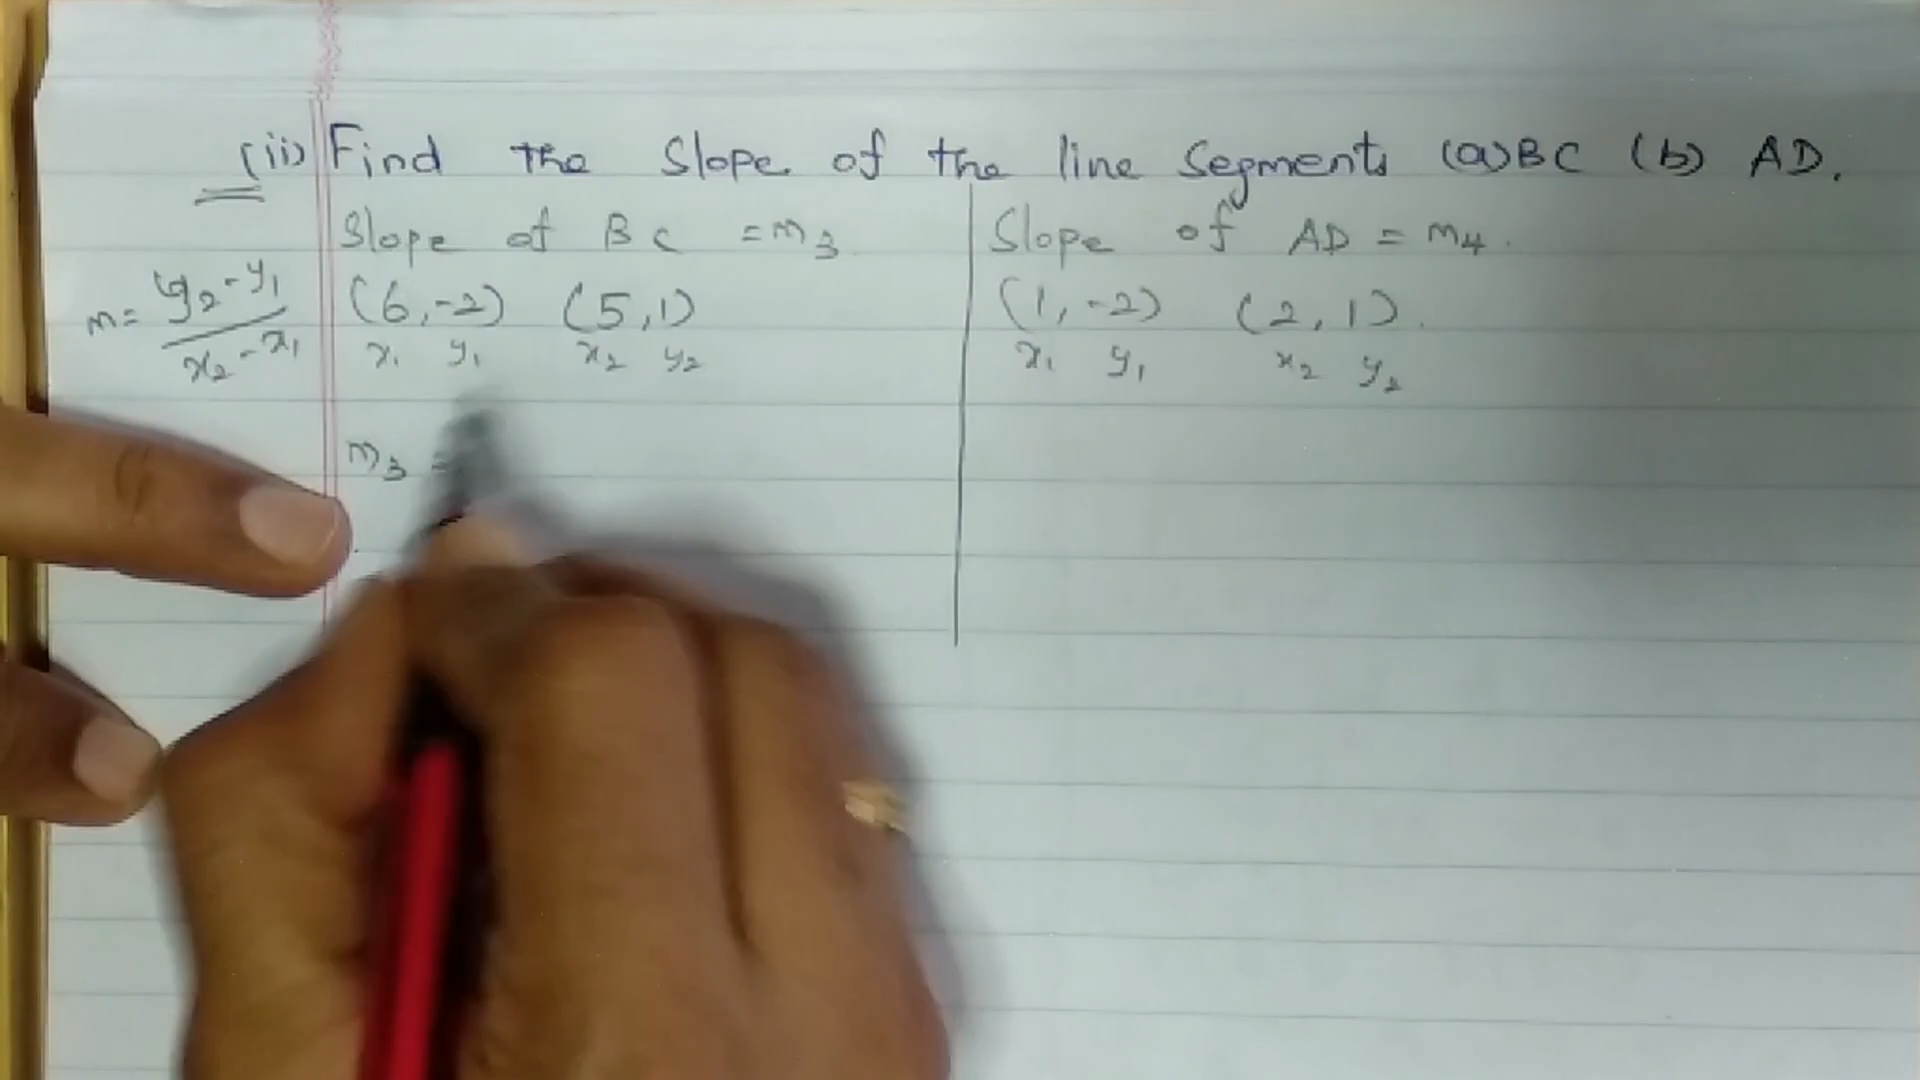 (ii) Find the Slope of the line Segments (a) BC (b) AD.
Slope of BC = m₃
m = y₂-y₁ / x₂-x₁
(6,-2) (5,1)
x₁ y₁ x₂ y₂
m₃ =
Slope of AD = m₄.
(1,-2) (2,1).
x₁ y₁ x₂ y₂